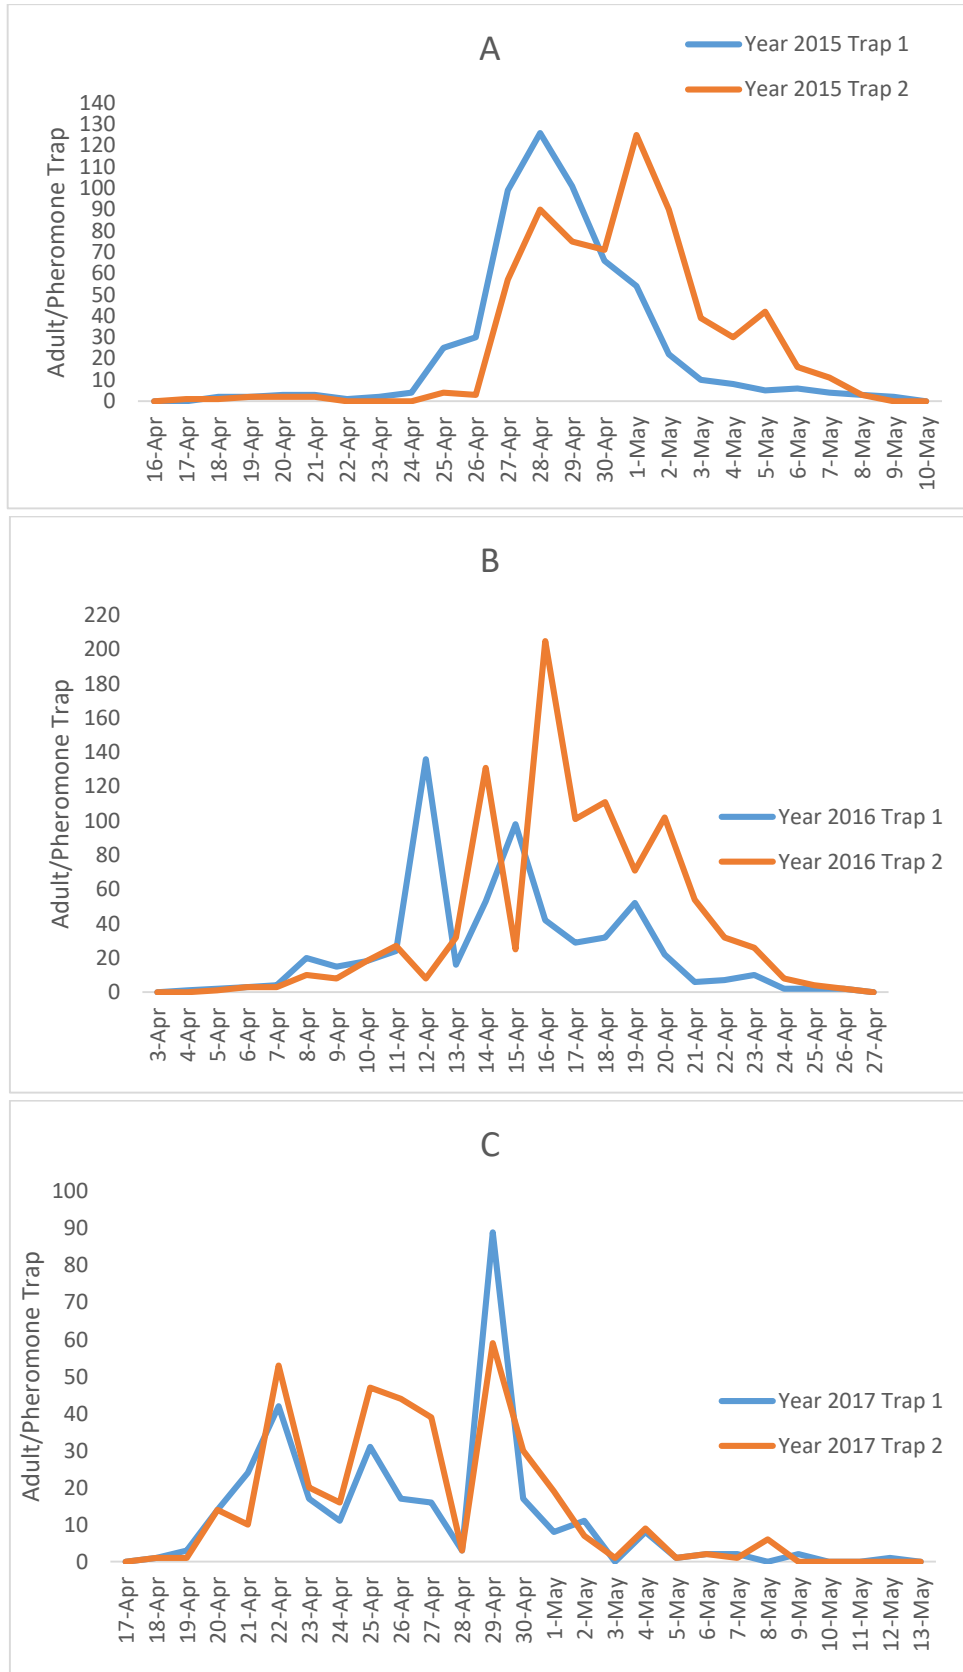 A
Year 2015 Trap 1
Year 2015 Trap 2
Adult/Pheromone Trap
140
130
120
110
100
90
80
70
60
50
40
30
20
10
0
16-Apr
17-Apr
18-Apr
19-Apr
20-Apr
21-Apr
22-Apr
23-Apr
24-Apr
25-Apr
26-Apr
27-Apr
28-Apr
29-Apr
30-Apr
1-May
2-May
3-May
4-May
5-May
6-May
7-May
8-May
9-May
10-May
B
Adult/Pheromone Trap
220
200
180
160
140
120
100
80
60
40
20
0
Year 2016 Trap 1
Year 2016 Trap 2
3-Apr
4-Apr
5-Apr
6-Apr
7-Apr
8-Apr
9-Apr
10-Apr
11-Apr
12-Apr
13-Apr
14-Apr
15-Apr
16-Apr
17-Apr
18-Apr
19-Apr
20-Apr
21-Apr
22-Apr
23-Apr
24-Apr
25-Apr
26-Apr
27-Apr
C
Adult/Pheromone Trap
100
90
80
70
60
50
40
30
20
10
0
Year 2017 Trap 1
Year 2017 Trap 2
17-Apr
18-Apr
19-Apr
20-Apr
21-Apr
22-Apr
23-Apr
24-Apr
25-Apr
26-Apr
27-Apr
28-Apr
29-Apr
30-Apr
1-May
2-May
3-May
4-May
5-May
6-May
7-May
8-May
9-May
10-May
11-May
12-May
13-May